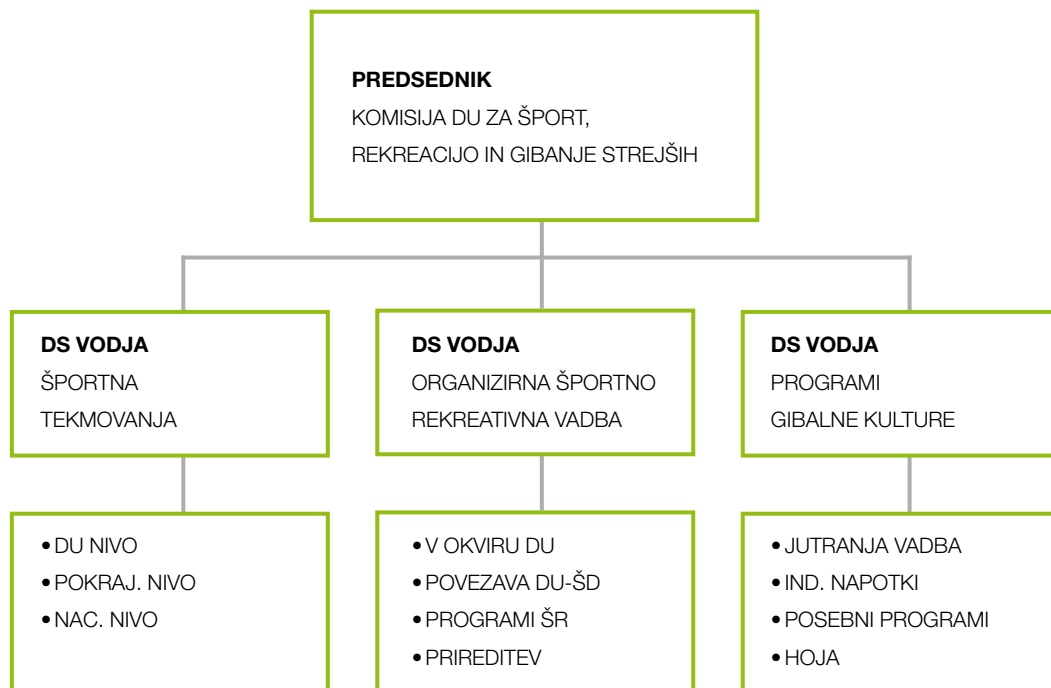 PREDSEDNIK
KOMISIJA DU ZA ŠPORT,
REKREACIJO IN GIBANJE STREJŠIH
DS VODJA
ŠPORTNA
TEKMOVANJA
DS VODJA
ORGANIZIRNA ŠPORTNO
REKREATIVNA VADBA
DS VODJA
PROGRAMI
GIBALNE KULTURE
• DU NIVO
• POKRAJ. NIVO
• NAC. NIVO
• V OKVIRU DU
• POVEZAVA DU-ŠD
• PROGRAMI ŠR
• PRIREDITEV
• JUTRANJA VADBA
• IND. NAPOTKI
• POSEBNI PROGRAMI
• HOJA